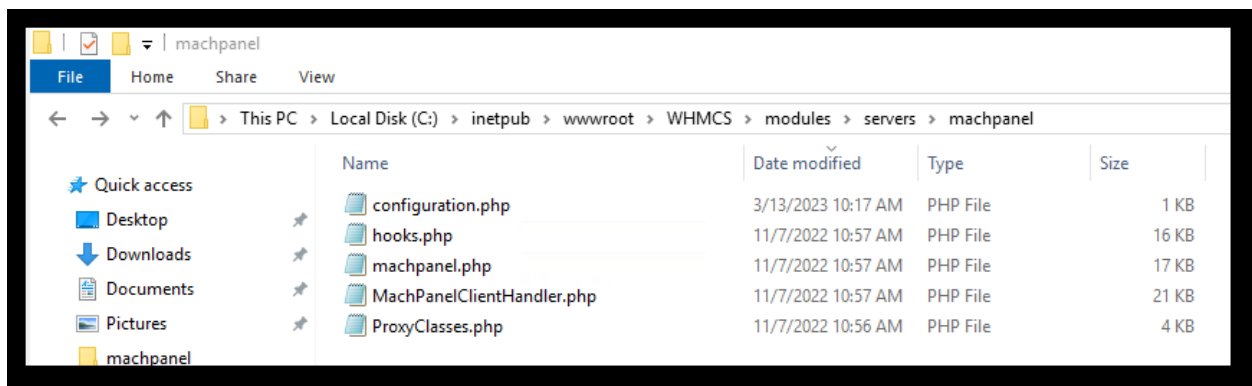 machpanel
File Home Share View
This PC > Local Disk (C:) > inetpub > wwwroot > WHMCS > modules > servers > machpanel
Name Date modified Type Size
Quick access
Desktop
Downloads
Documents
Pictures
machpanel
configuration.php 3/13/2023 10:17 AM PHP File 1 KB
hooks.php 11/7/2022 10:57 AM PHP File 16 KB
machpanel.php 11/7/2022 10:57 AM PHP File 17 KB
MachPanelClientHandler.php 11/7/2022 10:57 AM PHP File 21 KB
ProxyClasses.php 11/7/2022 10:56 AM PHP File 4 KB